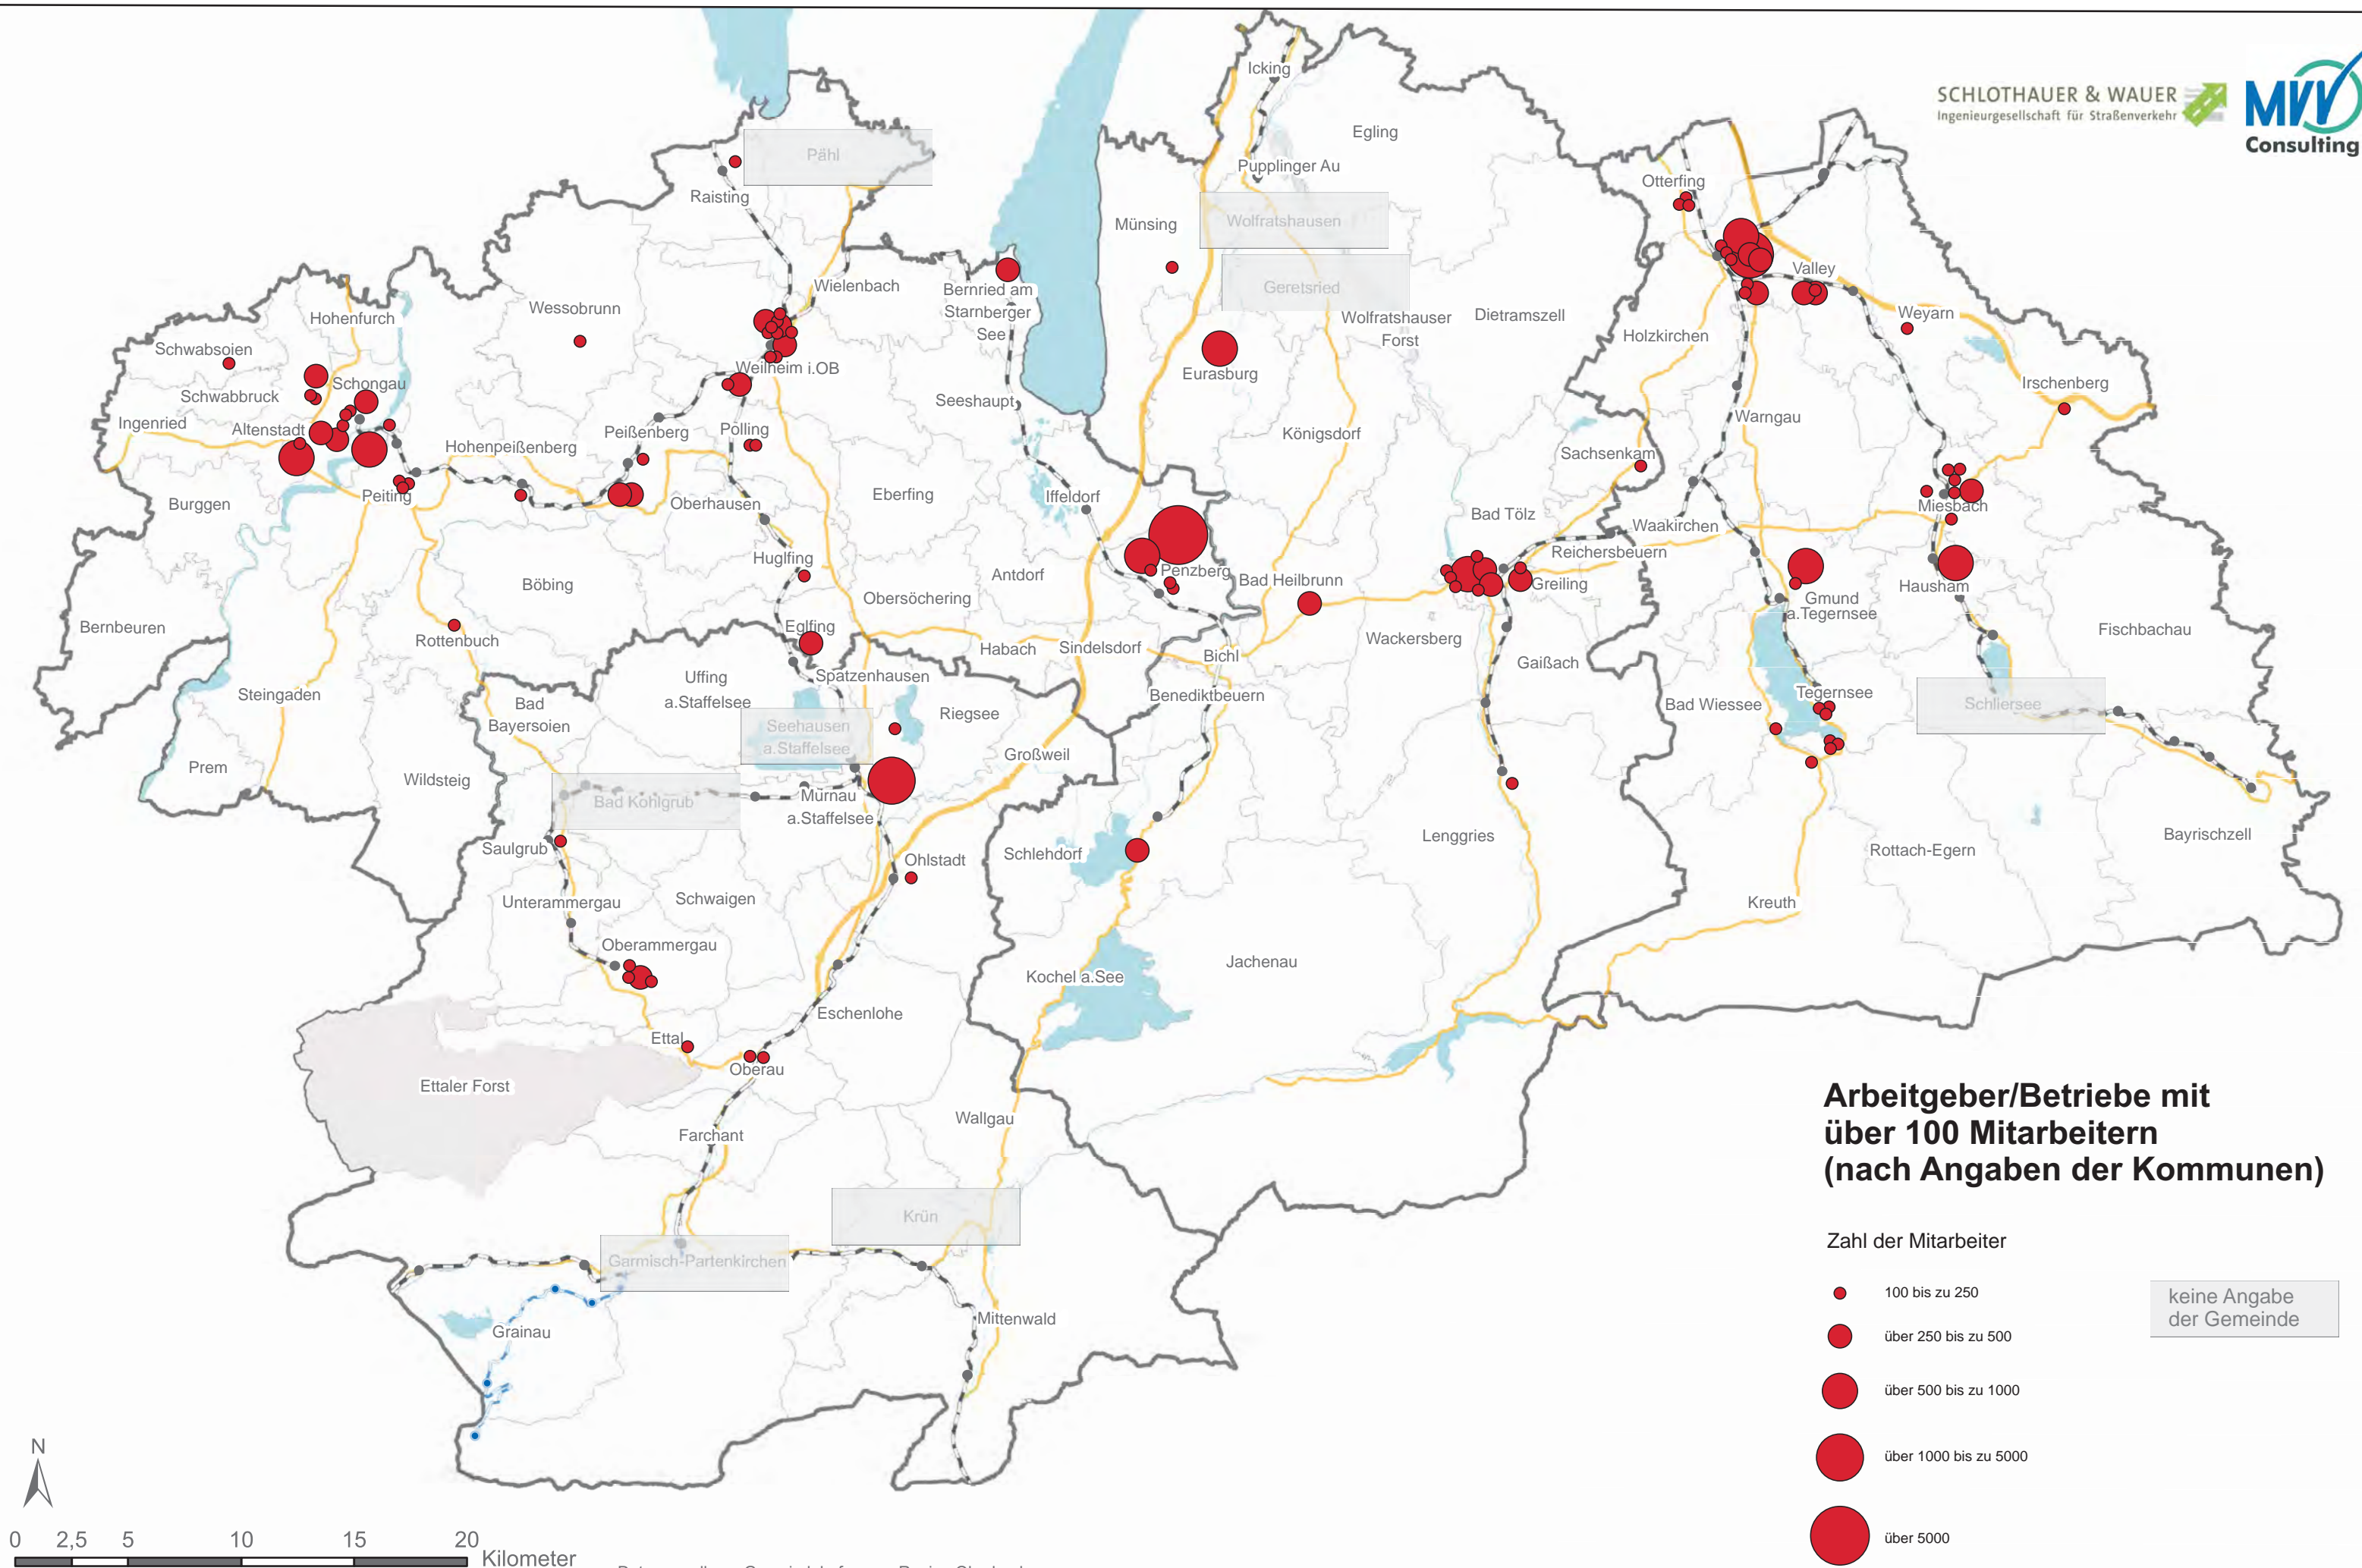 SCHLOTHAUER & WAUER
Ingenieurgesellschaft für Straßenverkehr
MVV
Consulting
Icking
Egling
Pähl
Pupplinger Au
Otterfing
Raisting
Münsing
Wolfratshausen
Valley
Wielenbach
Bernried am
Starnberger
See
Geretsried
Wessobrunn
Hohenfurch
Wolfratshauser
Forst
Dietramszell
Weyarn
Holzkirchen
Schwabsoien
Weilheim i.OB
Eurasburg
Schongau
Irschenberg
Schwabbruck
Seeshaupt
Warngau
Ingenried
Altenstadt
Peißenberg
Polling
Königsdorf
Hohenpeißenberg
Sachsenkam
Peiting
Eberfing
Iffeldorf
Burggen
Oberhausen
Bad Tölz
Miesbach
Waakirchen
Reichersbeuern
Huglfing
Antdorf
Penzberg
Bad Heilbrunn
Greiling
Böbing
Hausham
Obersöchering
Gmund
a.Tegernsee
Bernbeuren
Eglfing
Rottenbuch
Wackersberg
Fischbachau
Habach
Sindelsdorf
Bichl
Gaißach
Uffing
a.Staffelsee
Spatzenhausen
Steingaden
Benediktbeuern
Tegernsee
Bad
Bayersoien
Riegsee
Bad Wiessee
Schliersee
Seehausen
a.Staffelsee
Großweil
Prem
Wildsteig
Bad Kohlgrub
Murnau
a.Staffelsee
Saulgrub
Ohlstadt
Schlehdorf
Lenggries
Rottach-Egern
Bayrischzell
Unterammergau
Schwaigen
Kreuth
Oberammergau
Kochel a.See
Jachenau
Eschenlohe
Ettal
Oberau
Ettaler Forst
Wallgau
Farchant
Krün
Garmisch-Partenkirchen
Mittenwald
Grainau
Arbeitgeber/Betriebe mit
über 100 Mitarbeitern
(nach Angaben der Kommunen)
Zahl der Mitarbeiter
100 bis zu 250
über 250 bis zu 500
über 500 bis zu 1000
über 1000 bis zu 5000
über 5000
keine Angabe
der Gemeinde
N
0 2,5 5 10 15 20
Kilometer